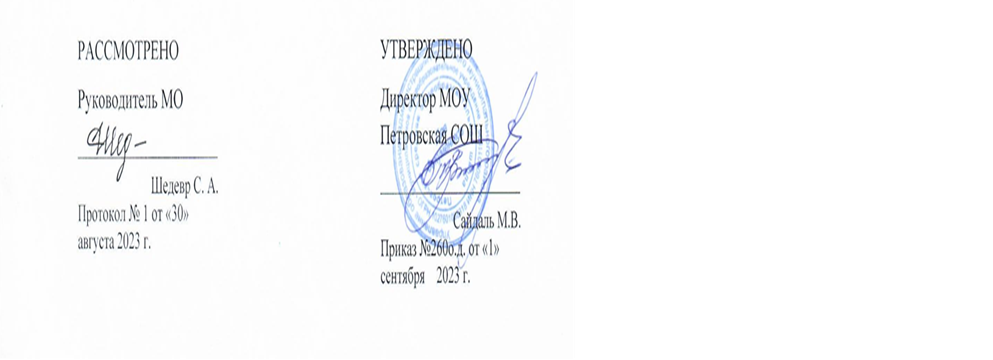 РАССМОТРЕНО
Руководитель МО
Шедевр С. А.
Протокол № 1 от «30»
августа 2023 г.
УТВЕРЖДЕНО
Директор МОУ
Петровская СОШ
Сайдаль М.В.
Приказ №260о.д. от «1»
сентября 2023 г.